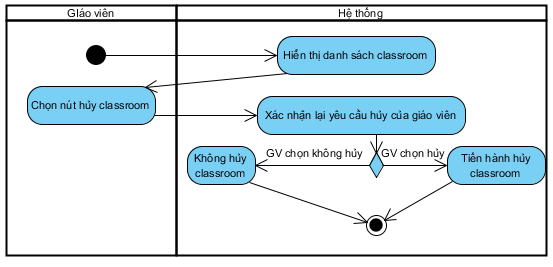 Giáo viên
Hệ thống
Hiển thị danh sách classroom
Chọn nút hủy classroom
Xác nhận lại yêu cầu hủy của giáo viên
GV chọn không hủy
GV chọn hủy
Không hủy
classroom
Tiến hành hủy
classroom